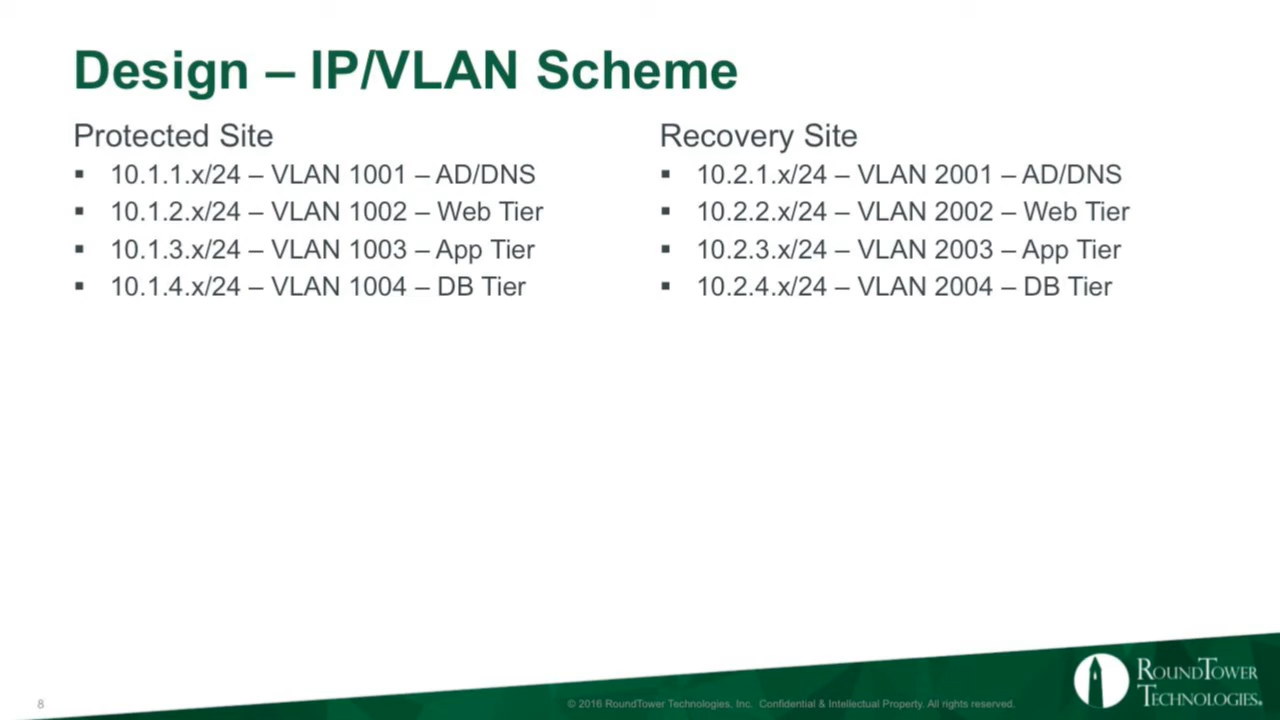 Design – IP/VLAN Scheme
Protected Site
▪ 10.1.1.x/24 – VLAN 1001 – AD/DNS
▪ 10.1.2.x/24 – VLAN 1002 – Web Tier
▪ 10.1.3.x/24 – VLAN 1003 – App Tier
▪ 10.1.4.x/24 – VLAN 1004 – DB Tier
Recovery Site
▪ 10.2.1.x/24 – VLAN 2001 – AD/DNS
▪ 10.2.2.x/24 – VLAN 2002 – Web Tier
▪ 10.2.3.x/24 – VLAN 2003 – App Tier
▪ 10.2.4.x/24 – VLAN 2004 – DB Tier
8
© 2016 RoundTower Technologies, Inc. Confidential & Intellectual Property. All rights reserved.
ROUNDTOWER
TECHNOLOGIES®